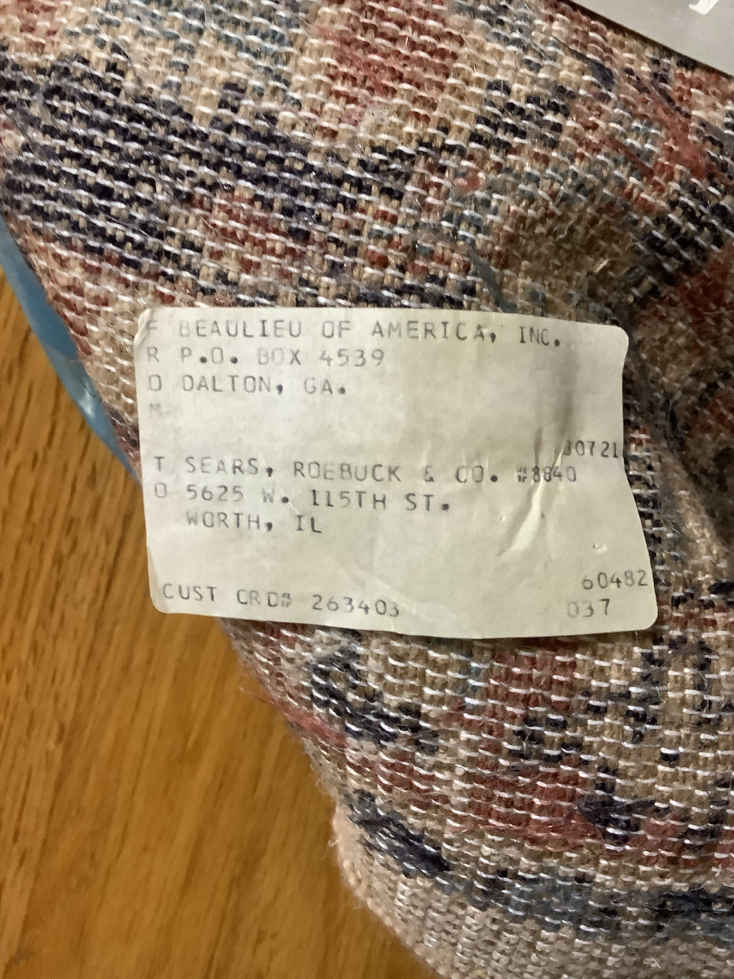 F BEAULIEU OF AMERICA, INC.
R P.O. BOX 4539
O DALTON, GA.
M
30721
T SEARS, ROEBUCK & CO. #8840
O 5625 W. 115TH ST.
WORTH, IL
60482
CUST CRD# 263403 037